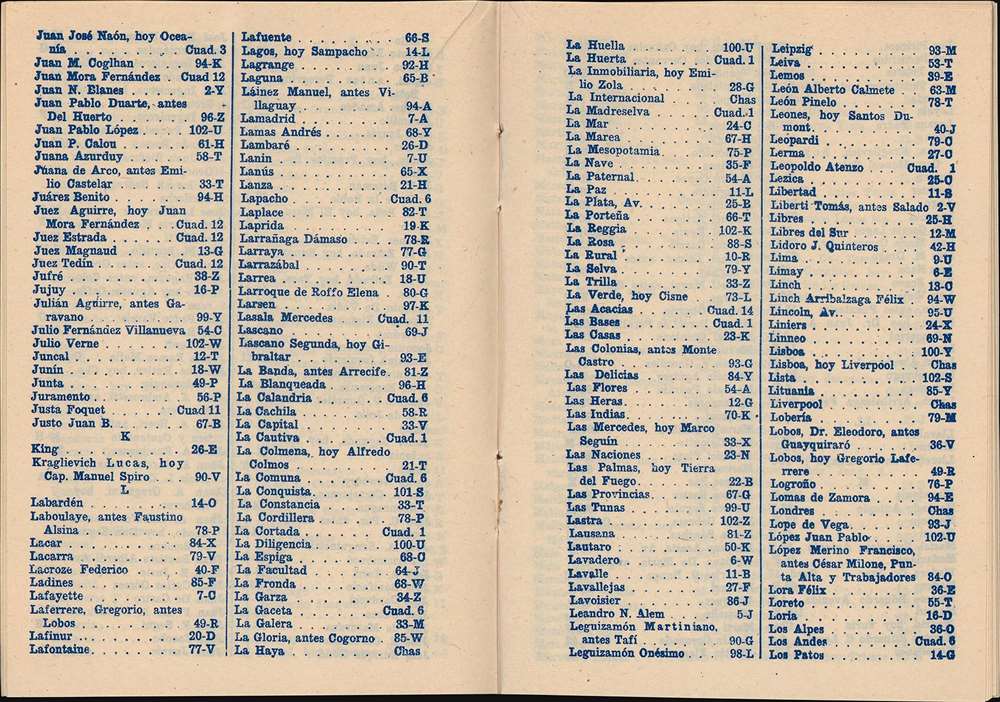 Juan José Naón, hoy Ocea-
nía . . . . . . . . . . Cuad. 3
Juan M. Coglhan . . . . 94-K
Juan Mora Fernández . . Cuad 12
Juan N. Blanes . . . . . 2-Y
Juan Pablo Duarte, antes
Del Huerto . . . . . . 96-Z
Juan Pablo López . . . . 102-U
Juan P. Calou . . . . . 61-H
Juana Azurduy . . . . . 58-T
Juana de Arco, antes Emi-
lio Castelar . . . . . 33-T
Juárez Benito . . . . . 94-H
Juez Aguirre, hoy Juan
Mora Fernández . . . Cuad. 12
Juez Estrada . . . . . Cuad. 12
Juez Magnaud . . . . . 13-G
Juez Tedín . . . . . . Cuad. 12
Jufré . . . . . . . . . 38-Z
Jujuy . . . . . . . . . 16-P
Julián Aguirre, antes Ga-
ravano . . . . . . . . 99-Y
Julio Fernández Villanueva 54-C
Julio Verne . . . . . . 102-W
Juncal . . . . . . . . . 12-T
Junín . . . . . . . . . 18-W
Junta . . . . . . . . . 49-P
Juramento . . . . . . . 56-P
Justa Foquet . . . . . Cuad 11
Justo Juan B. . . . . . 67-B
K
King . . . . . . . . . . 26-E
Kraglievich Lucas, hoy
Cap. Manuel Spiro . . . 90-V
L
Labardén . . . . . . . . 14-O
Laboulaye, antes Faustino
Alsina . . . . . . . . 78-P
Lacar . . . . . . . . . 84-X
Lacarra . . . . . . . . 79-V
Lacroze Federico . . . . 40-F
Ladines . . . . . . . . 85-F
Lafayette . . . . . . . 7-C
Laferrere, Gregorio, antes
Lobos . . . . . . . . . 49-R
Lafinur . . . . . . . . 20-D
Lafontaine . . . . . . . 77-V
Lafuente . . . . . . . . 66-S
Lagos, hoy Sampacho . . 14-L
Lagrange . . . . . . . . 92-H
Laguna . . . . . . . . . 65-B
Láinez Manuel, antes Vi-
llaguay . . . . . . . . 94-A
Lamadrid . . . . . . . . 7-A
Lamas Andrés . . . . . . 68-Y
Lambaré . . . . . . . . 26-D
Lanin . . . . . . . . . 7-U
Lanús . . . . . . . . . 65-X
Lanza . . . . . . . . . 21-H
Lapacho . . . . . . . . Cuad. 6
Laplace . . . . . . . . 82-T
Laprida . . . . . . . . 19-K
Larrañaga Dámaso . . . . 78-R
Larraya . . . . . . . . 77-G
Larrazábal . . . . . . . 90-T
Larrea . . . . . . . . . 18-U
Larroque de Roffo Elena . 80-G
Larsen . . . . . . . . . 97-K
Lasala Mercedes . . . . Cuad. 11
Lascano . . . . . . . . 69-J
Lascano Segunda, hoy Gi-
braltar . . . . . . . . 93-E
La Banda, antes Arrecife . 81-Z
La Blanqueada . . . . . 96-H
La Calandria . . . . . . Cuad. 6
La Cachila . . . . . . . 58-R
La Capital . . . . . . . 33-V
La Cautiva . . . . . . . Cuad. 1
La Colmena, hoy Alfredo
Colmos . . . . . . . . 21-T
La Comuna . . . . . . . Cuad. 6
La Conquista . . . . . . 101-S
La Constancia . . . . . 33-T
La Cordillera . . . . . 78-P
La Cortada . . . . . . . Cuad. 1
La Diligencia . . . . . 100-U
La Espiga . . . . . . . 68-C
La Facultad . . . . . . 64-J
La Fronda . . . . . . . 68-W
La Garza . . . . . . . . 34-Z
La Gaceta . . . . . . . Cuad. 6
La Galera . . . . . . . 33-M
La Gloria, antes Cogorno . 85-W
La Haya . . . . . . . . Chas
La Huella . . . . . . . 100-U
La Huerta . . . . . . . Cuad. 1
La Inmobiliaria, hoy Emi-
lio Zola . . . . . . . 28-G
La Internacional . . . . Chas
La Madreselva . . . . . Cuad. 1
La Mar . . . . . . . . . 24-C
La Marea . . . . . . . . 67-H
La Mesopotamia . . . . . 75-P
La Nave . . . . . . . . 35-F
La Paternal . . . . . . 54-A
La Paz . . . . . . . . . 11-L
La Plata, Av. . . . . . 25-B
La Porteña . . . . . . . 66-T
La Reggia . . . . . . . 102-K
La Rosa . . . . . . . . 88-S
La Rural . . . . . . . . 10-R
La Selva . . . . . . . . 79-Y
La Trilla . . . . . . . 33-Z
La Verde, hoy Cisne . . 73-L
Las Acacias . . . . . . Cuad. 14
Las Bases . . . . . . . Cuad. 1
Las Casas . . . . . . . 23-K
Las Colonias, antes Monte
Castro . . . . . . . . 93-G
Las Delicias . . . . . . 84-Y
Las Flores . . . . . . . 54-A
Las Heras . . . . . . . 12-G
Las Indias . . . . . . . 70-K
Las Mercedes, hoy Marco
Seguín . . . . . . . . 33-X
Las Naciones . . . . . . 23-N
Las Palmas, hoy Tierra
del Fuego . . . . . . . 22-B
Las Provincias . . . . . 67-G
Las Tunas . . . . . . . 99-U
Lastra . . . . . . . . . 102-Z
Lausana . . . . . . . . 81-Z
Lautaro . . . . . . . . 50-K
Lavadero . . . . . . . . 6-W
Lavalle . . . . . . . . 11-B
Lavallejas . . . . . . . 27-F
Lavoisier . . . . . . . 36-J
Leandro N. Alem . . . . 5-J
Leguizamón Martiniano,
antes Tafí . . . . . . 90-G
Leguizamón Onésimo . . . 98-L
Leipzig . . . . . . . . 93-M
Leiva . . . . . . . . . 53-T
Lemos . . . . . . . . . 39-E
León Alberto Calmete . . 63-M
León Pinelo . . . . . . 78-T
Leones, hoy Santos Du-
mont . . . . . . . . . 40-J
Leopardi . . . . . . . . 79-C
Lerma . . . . . . . . . 27-C
Leopoldo Atenzo . . . . Cuad. 1
Lezica . . . . . . . . . 25-C
Libertad . . . . . . . . 11-S
Liberti Tomás, antes Salado 2-V
Libres . . . . . . . . . 25-H
Libres del Sur . . . . . 12-M
Lidoro J. Quinteros . . 42-H
Lima . . . . . . . . . . 9-U
Limay . . . . . . . . . 6-E
Linch . . . . . . . . . 13-C
Linch Arribalzaga Félix . 94-W
Lincoln, Av. . . . . . . 95-U
Liniers . . . . . . . . 24-X
Linneo . . . . . . . . . 69-N
Lisboa . . . . . . . . . 100-Y
Lisboa, hoy Liverpool . Chas
Lista . . . . . . . . . 102-S
Lituania . . . . . . . . 85-Y
Liverpool . . . . . . . Chas
Lobería . . . . . . . . 79-M
Lobos, Dr. Eleodoro, antes
Guayquiraró . . . . . . 36-V
Lobos, hoy Gregorio Lafe-
rrere . . . . . . . . . 49-R
Logroño . . . . . . . . 76-P
Lomas de Zamora . . . . 94-E
Londres . . . . . . . . Chas
Lope de Vega . . . . . . 93-J
López Juan Pablo . . . . 102-U
López Merino Francisco,
antes César Milone, Pun-
ta Alta y Trabajadores 84-O
Lora Félix . . . . . . . 36-E
Loreto . . . . . . . . . 55-T
Loria . . . . . . . . . 16-D
Los Alpes . . . . . . . 36-O
Los Andes . . . . . . . Cuad. 6
Los Patos . . . . . . . 14-G